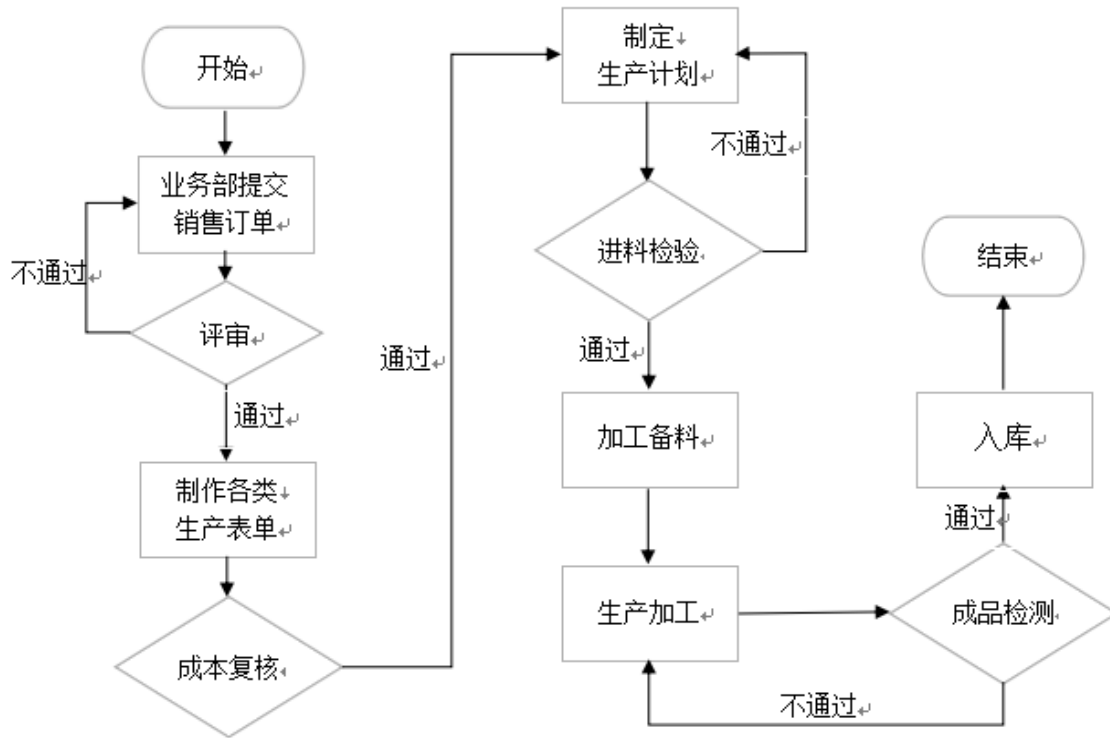 开始
业务部提交
销售订单
不通过
评审
通过
制作各类
生产表单
成本复核
通过
制定
生产计划
不通过
进料检验
通过
加工备料
生产加工
不通过
成品检测
通过
入库
结束